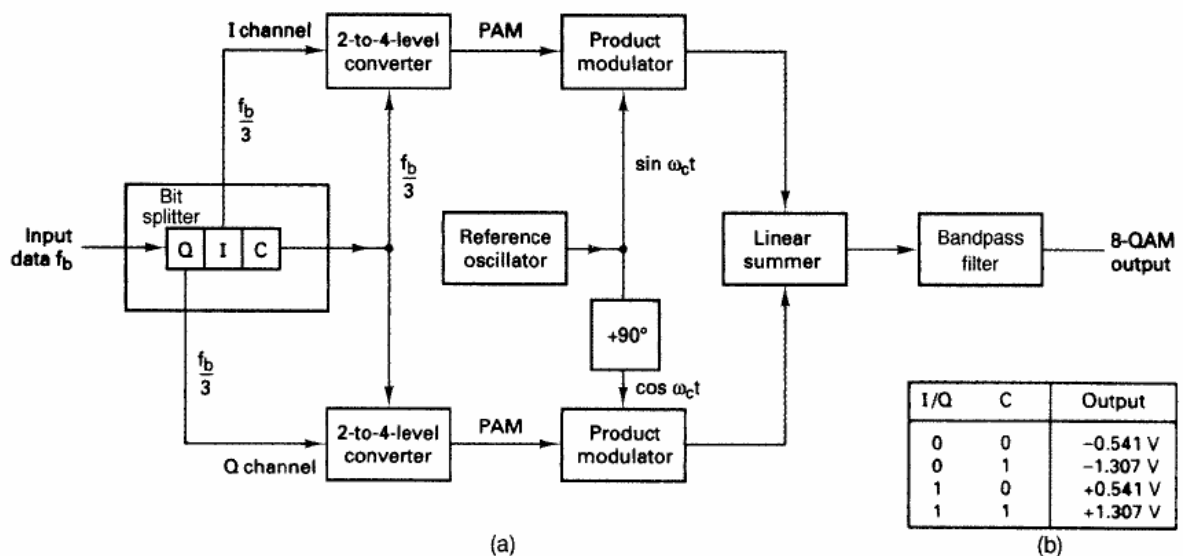 I channel
2-to-4-level
converter
PAM
Product
modulator
f_b
3
f_b
3
sin ω_ct
Bit
splitter
Input
data f_b
Q I C
Reference
oscillator
Linear
summer
Bandpass
filter
8-QAM
output
+90°
f_b
3
cos ω_ct
Q channel
2-to-4-level
converter
PAM
Product
modulator
I/Q C Output
0 0 −0.541 V
0 1 −1.307 V
1 0 +0.541 V
1 1 +1.307 V
(a)
(b)